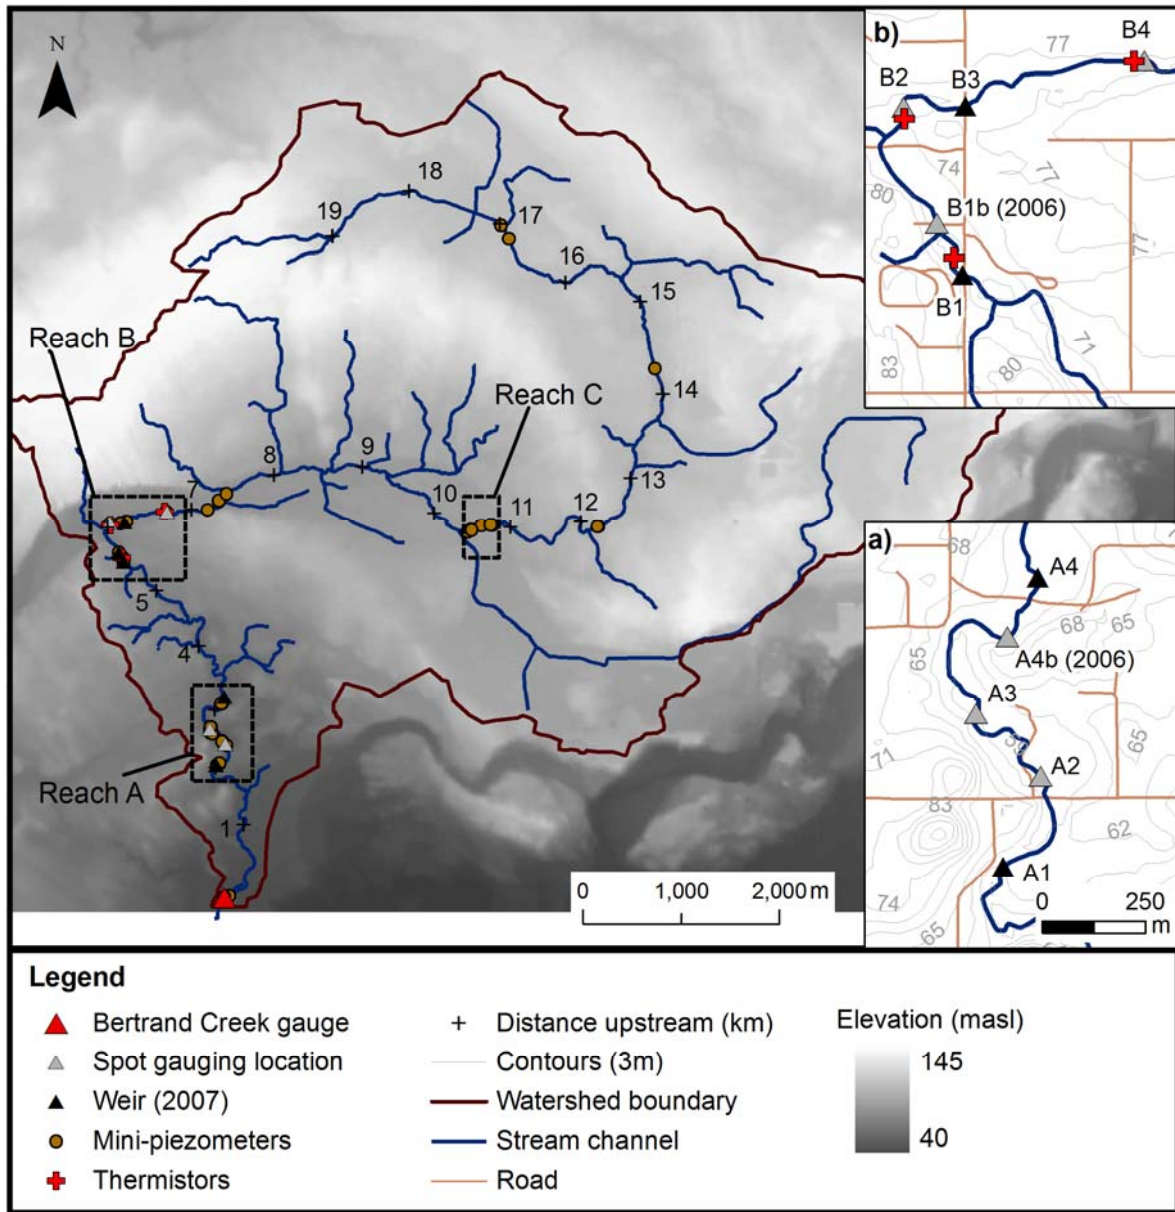 N
18
17
19
16
15
Reach B
14
Reach C
9
8
7
13
10
11
12
5
4
Reach A
1
0 1,000 2,000 m
b)
77
B4
B2
B3
74
77
80
B1b (2006)
77
B1
83
80
71
a)
68
A4
68
65
65
A4b (2006)
A3
59
65
71
A2
83
62
A1
74
0 250
65
m
Legend
Bertrand Creek gauge
Spot gauging location
Weir (2007)
Mini-piezometers
Thermistors
Distance upstream (km)
Contours (3m)
Watershed boundary
Stream channel
Road
Elevation (masl)
145
40